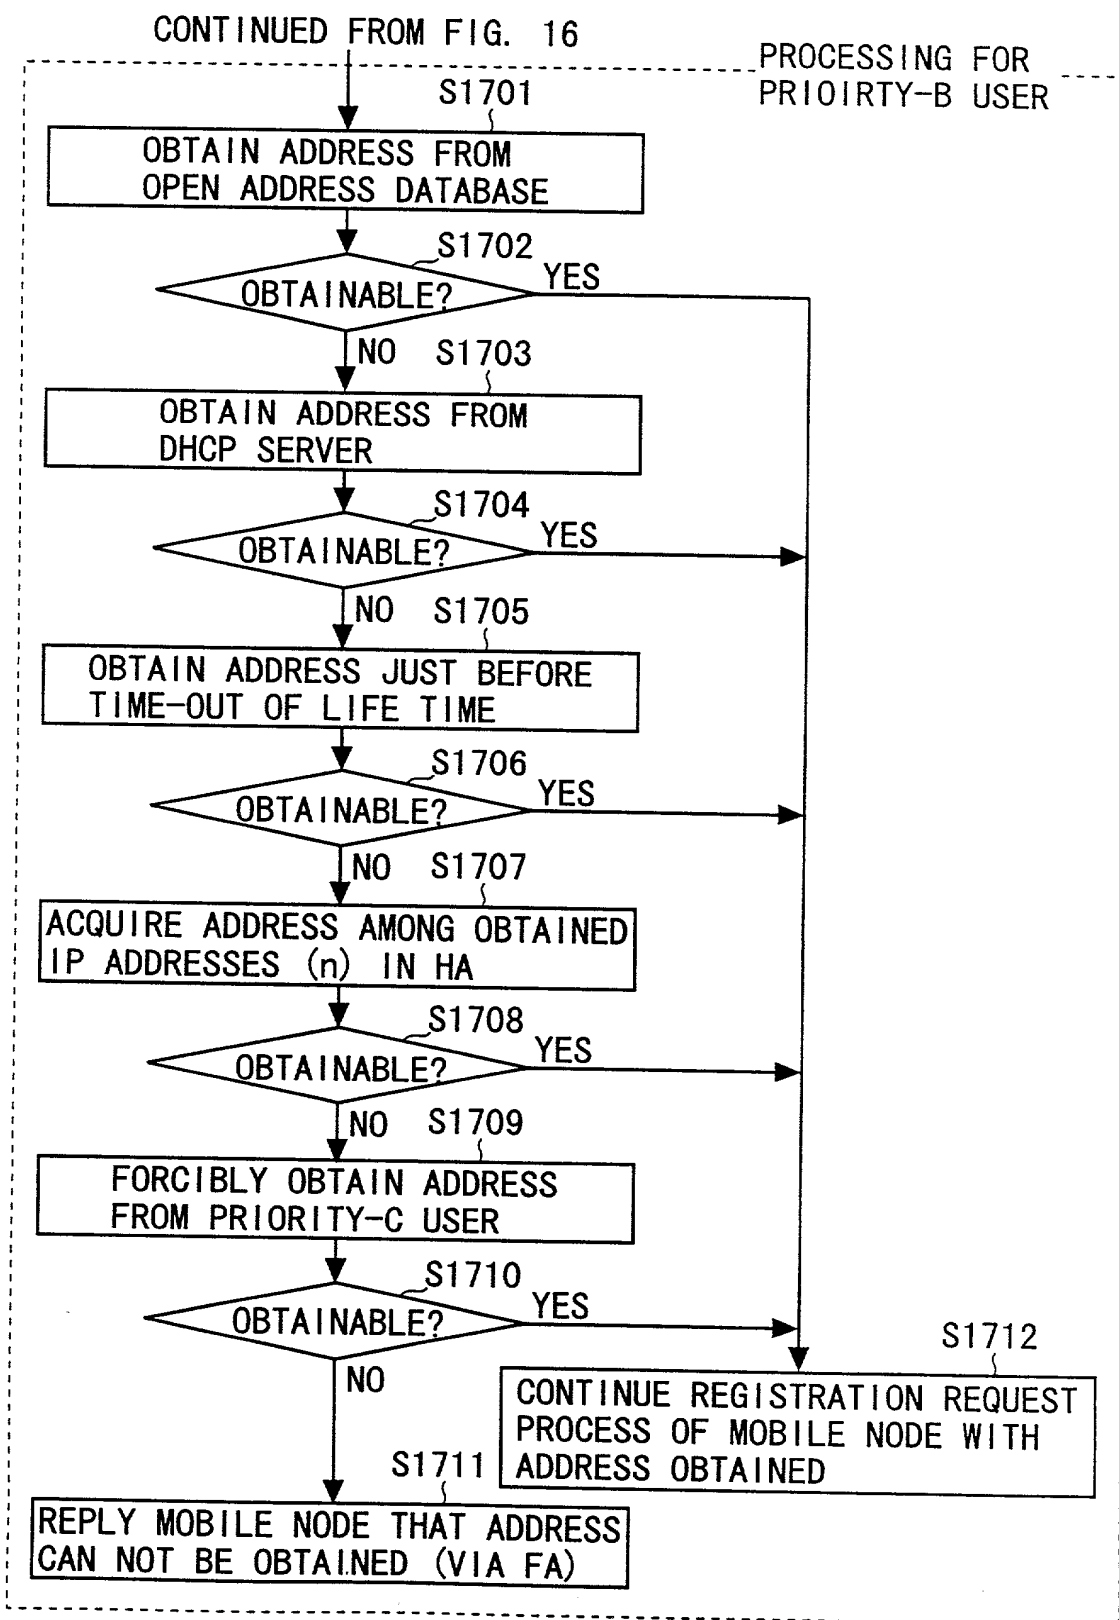 CONTINUED FROM FIG. 16
PROCESSING FOR
PRIOIRTY-B USER
S1701
OBTAIN ADDRESS FROM
OPEN ADDRESS DATABASE
S1702
OBTAINABLE?
YES
NO
S1703
OBTAIN ADDRESS FROM
DHCP SERVER
S1704
OBTAINABLE?
YES
NO
S1705
OBTAIN ADDRESS JUST BEFORE
TIME-OUT OF LIFE TIME
S1706
OBTAINABLE?
YES
NO
S1707
ACQUIRE ADDRESS AMONG OBTAINED
IP ADDRESSES (n) IN HA
S1708
OBTAINABLE?
YES
NO
S1709
FORCIBLY OBTAIN ADDRESS
FROM PRIORITY-C USER
S1710
OBTAINABLE?
YES
NO
S1712
CONTINUE REGISTRATION REQUEST
PROCESS OF MOBILE NODE WITH
ADDRESS OBTAINED
S1711
REPLY MOBILE NODE THAT ADDRESS
CAN NOT BE OBTAINED (VIA FA)